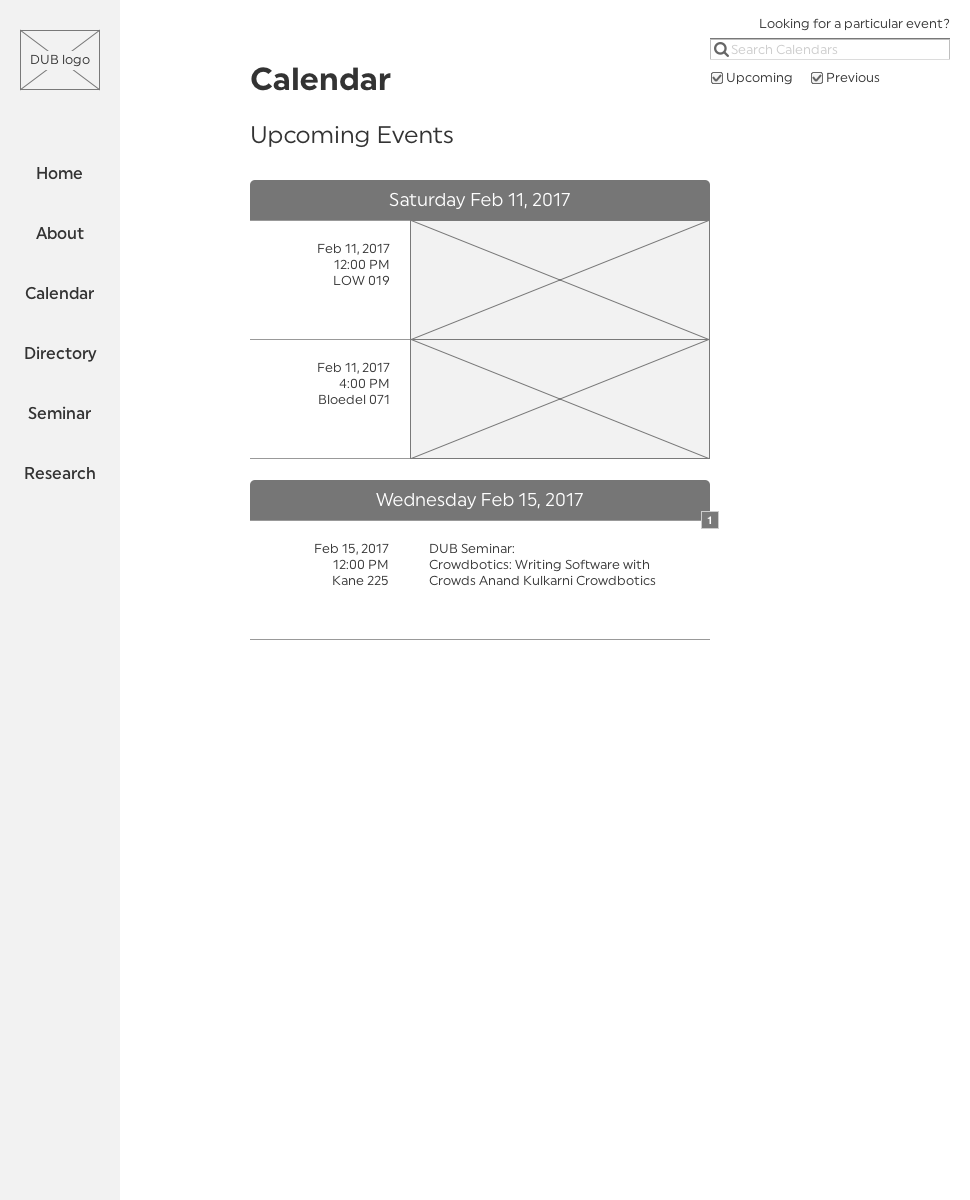 DUB logo
Home
About
Calendar
Directory
Seminar
Research
Looking for a particular event?
Search Calendars
Upcoming
Previous
Calendar
Upcoming Events
Saturday Feb 11, 2017
Feb 11, 2017
12:00 PM
LOW 019
Feb 11, 2017
4:00 PM
Bloedel 071
Wednesday Feb 15, 2017
1
Feb 15, 2017
12:00 PM
Kane 225
DUB Seminar:
Crowdbotics: Writing Software with
Crowds Anand Kulkarni Crowdbotics